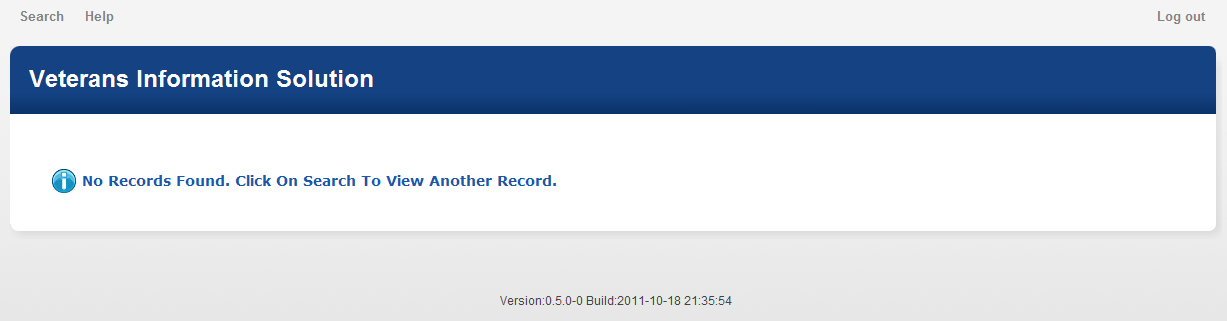 Search Help Log out
Veterans Information Solution
No Records Found. Click On Search To View Another Record.
Version:0.5.0-0 Build:2011-10-18 21:35:54